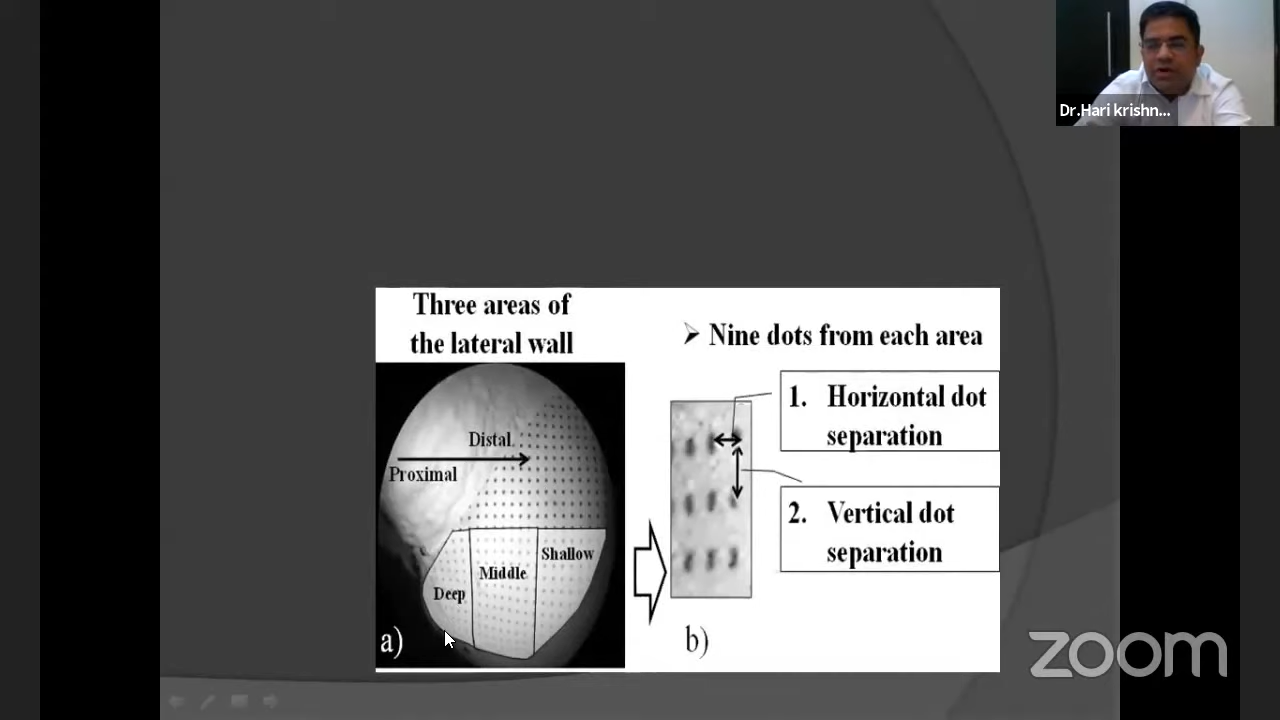 Dr.Hari krishn...
Three areas of
the lateral wall
➢ Nine dots from each area
Distal
Proximal
Shallow
Middle
Deep
a)
1. Horizontal dot
separation
2. Vertical dot
separation
b)
zoom